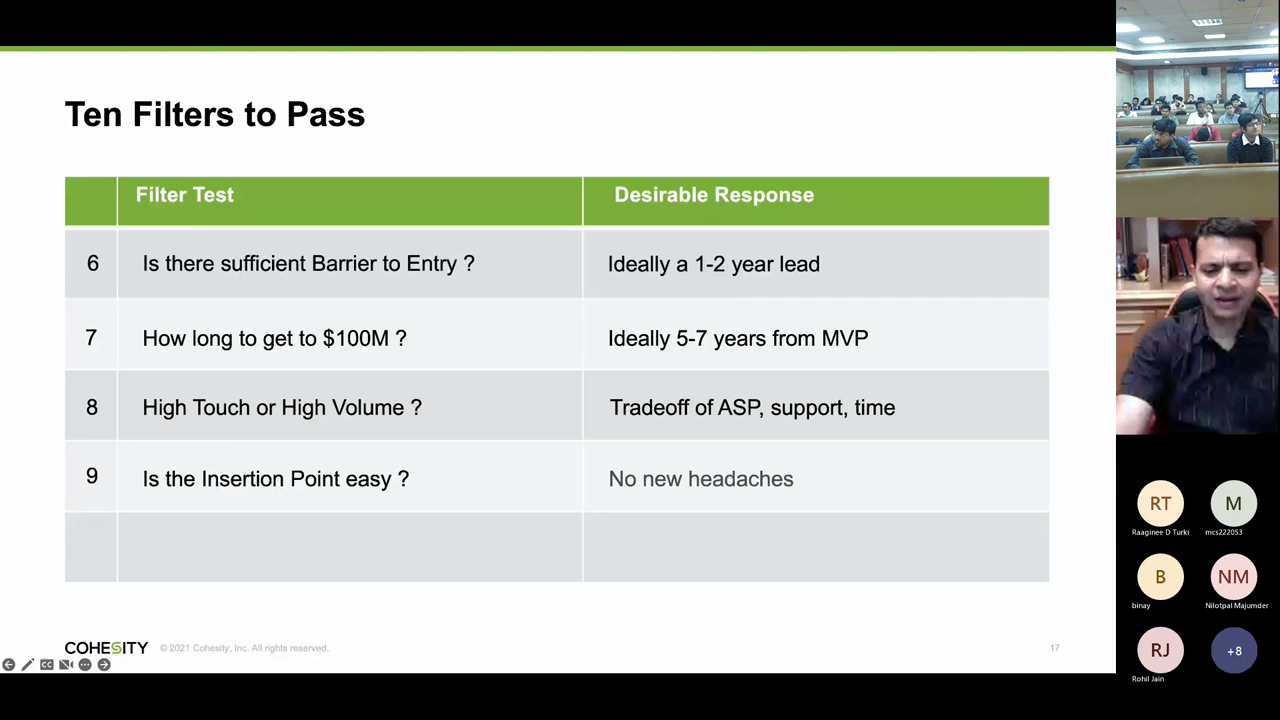 Ten Filters to Pass
Filter Test Desirable Response
6 Is there sufficient Barrier to Entry ? Ideally a 1-2 year lead
7 How long to get to $100M ? Ideally 5-7 years from MVP
8 High Touch or High Volume ? Tradeoff of ASP, support, time
9 Is the Insertion Point easy ? No new headaches
COHESITY © 2021 Cohesity, Inc. All rights reserved. 17
CC
RT M
Raaginee D Turki mcs222053
B NM
binay Nilotpal Majumder
RJ +8
Rohil Jain